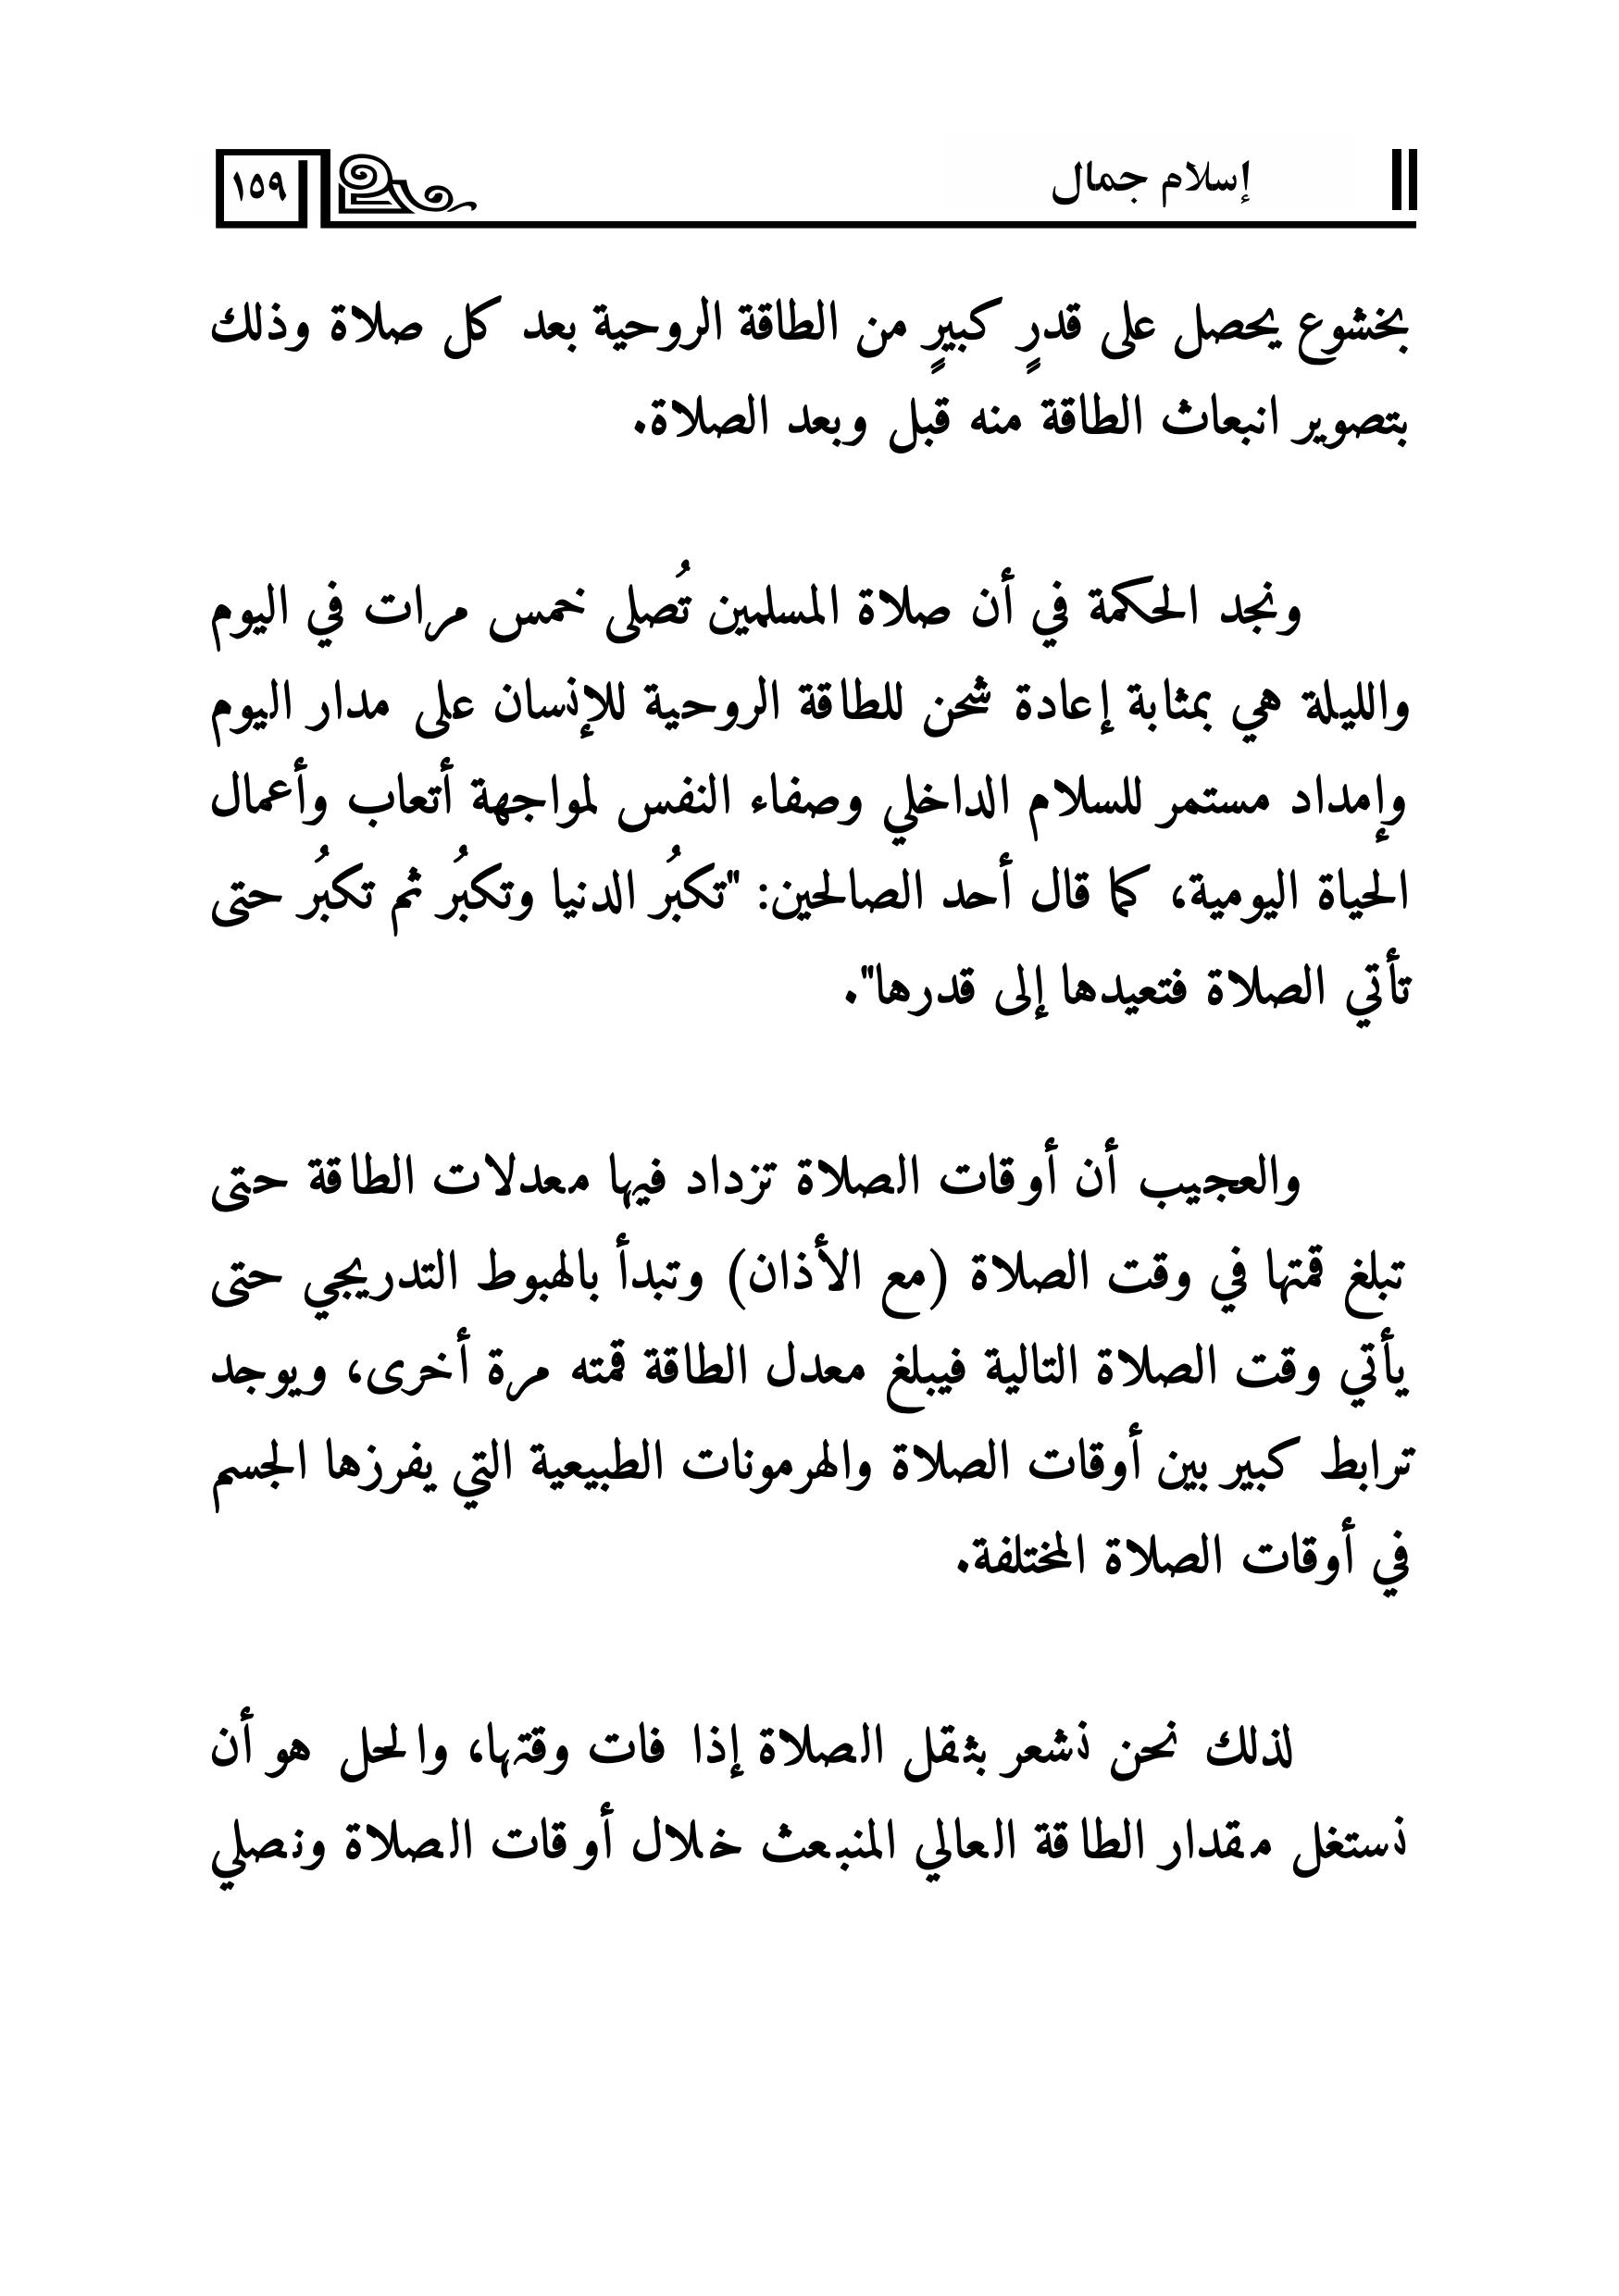 إسلام جمال
١٥٩
بخشوع يحصل على قدرٍ كبيرٍ من الطاقة الروحية بعد كل صلاة وذلك
بتصوير انبعاث الطاقة منه قبل وبعد الصلاة.
ونجد الحكمة في أن صلاة المسلمين تُصلى خمس مرات في اليوم
والليلة هي بمثابة إعادة شحن للطاقة الروحية للإنسان على مدار اليوم
وإمداد مستمر للسلام الداخلي وصفاء النفس لمواجهة أتعاب وأعمال
الحياة اليومية، كما قال أحد الصالحين: "تكبُر الدنيا وتكبُر ثم تكبُر حتى
تأتي الصلاة فتعيدها إلى قدرها".
والعجيب أن أوقات الصلاة تزداد فيها معدلات الطاقة حتى
تبلغ قمتها في وقت الصلاة (مع الأذان) وتبدأ بالهبوط التدريجي حتى
يأتي وقت الصلاة التالية فيبلغ معدل الطاقة قمته مرة أخرى، ويوجد
ترابط كبير بين أوقات الصلاة والهرمونات الطبيعية التي يفرزها الجسم
في أوقات الصلاة المختلفة.
لذلك نحن نشعر بثقل الصلاة إذا فات وقتها، والحل هو أن
نستغل مقدار الطاقة العالي المنبعث خلال أوقات الصلاة ونصلي